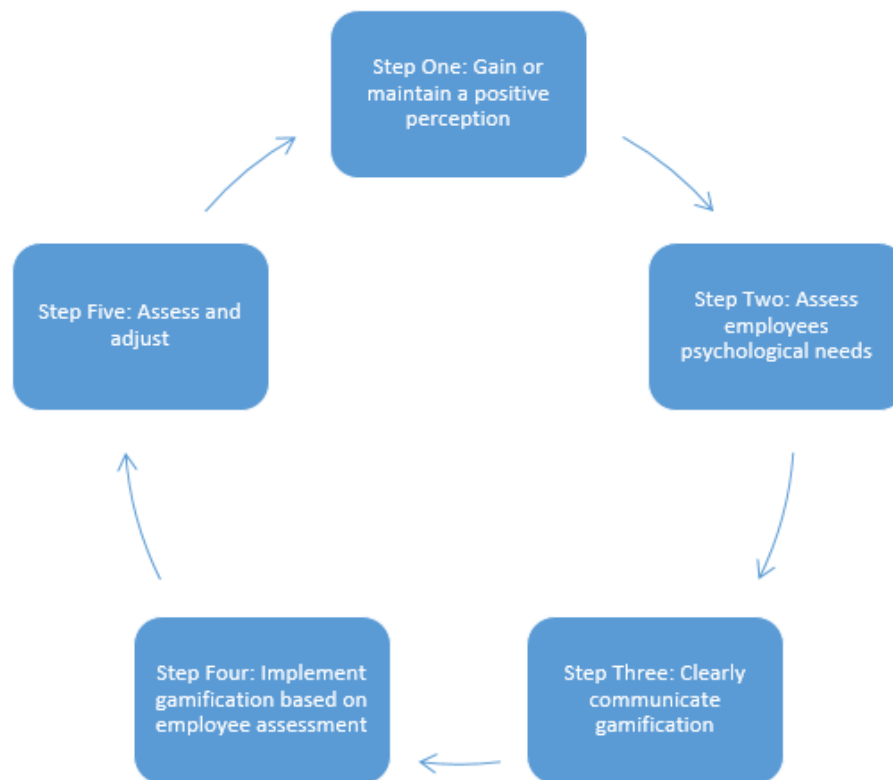 Step One: Gain or
maintain a positive
perception
Step Two: Assess
employees
psychological needs
Step Three: Clearly
communicate
gamification
Step Four: Implement
gamification based on
employee assessment
Step Five: Assess and
adjust